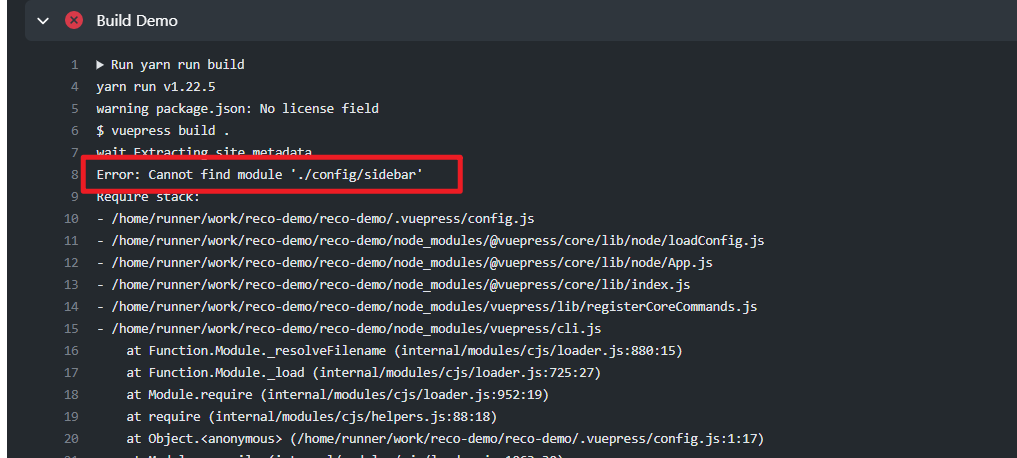 Build Demo
1 Run yarn run build
4 yarn run v1.22.5
5 warning package.json: No license field
6 $ vuepress build .
7 wait Extracting site metadata
8 Error: Cannot find module './config/sidebar'
9 Require stack:
10 - /home/runner/work/reco-demo/reco-demo/.vuepress/config.js
11 - /home/runner/work/reco-demo/reco-demo/node_modules/@vuepress/core/lib/node/loadConfig.js
12 - /home/runner/work/reco-demo/reco-demo/node_modules/@vuepress/core/lib/node/App.js
13 - /home/runner/work/reco-demo/reco-demo/node_modules/@vuepress/core/lib/index.js
14 - /home/runner/work/reco-demo/reco-demo/node_modules/vuepress/lib/registerCoreCommands.js
15 - /home/runner/work/reco-demo/reco-demo/node_modules/vuepress/cli.js
16 at Function.Module._resolveFilename (internal/modules/cjs/loader.js:880:15)
17 at Function.Module._load (internal/modules/cjs/loader.js:725:27)
18 at Module.require (internal/modules/cjs/loader.js:952:19)
19 at require (internal/modules/cjs/helpers.js:88:18)
20 at Object.<anonymous> (/home/runner/work/reco-demo/reco-demo/.vuepress/config.js:1:17)